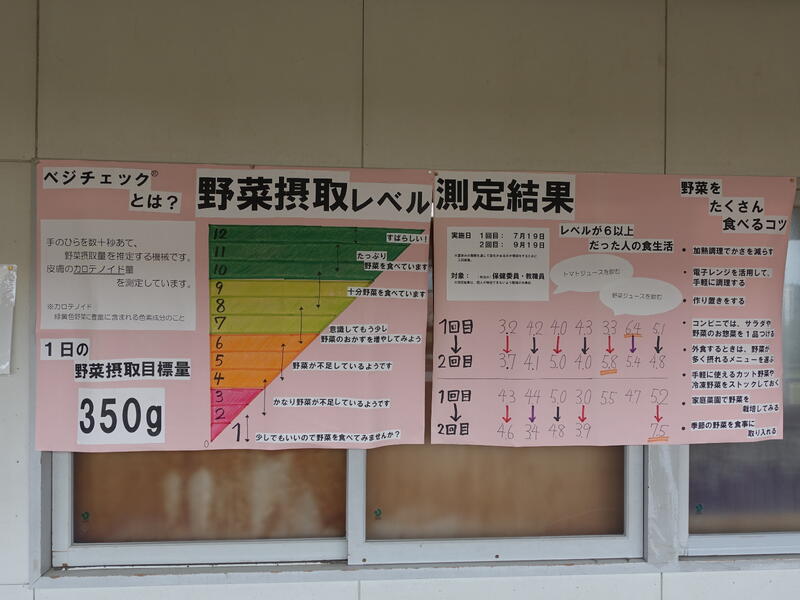 ベジチェック®
とは？
手のひらを数十秒あて、
野菜摂取量を推定する機械です。
皮膚のカロテノイド量
を測定しています。
※カロテノイド
緑黄色野菜に豊富に含まれる色素成分のこと
1日の
野菜摂取目標量
350g
野菜摂取レベル測定結果
12
11
10
9
8
7
6
5
4
3
2
1
0
すばらしい！
たっぷり
野菜を食べています
十分野菜を食べています
意識してもう少し
野菜のおかずを増やしてみよう
野菜が不足しているようです
かなり野菜が不足しているようです
少しでもいいので野菜を食べてみませんか？
実施日 1回目： 7月19日
2回目： 9月19日
対象： 保健委員・教職員
レベルが6以上
だった人の食生活
トマトジュースを飲む
野菜ジュースを飲む
1回目 3.2 4.2 4.0 4.3 3.3 6.4 5.1
2回目 3.7 4.1 5.0 4.0 5.8 5.4 4.8
1回目 4.3 4.4 5.0 3.0 5.5 4.7 5.2
2回目 4.6 3.4 4.8 3.9 7.5
野菜を
たくさん
食べるコツ
• 加熱調理でかさを減らす
• 電子レンジを活用して、
手軽に調理する
• 作り置きをする
• コンビニでは、サラダや
野菜のお惣菜を1品つける
• 外食するときは、野菜が
多く摂れるメニューを選ぶ
• 手軽に使えるカット野菜や
冷凍野菜をストックしておく
• 家庭菜園で野菜を
栽培してみる
• 季節の野菜を食事に
取り入れる